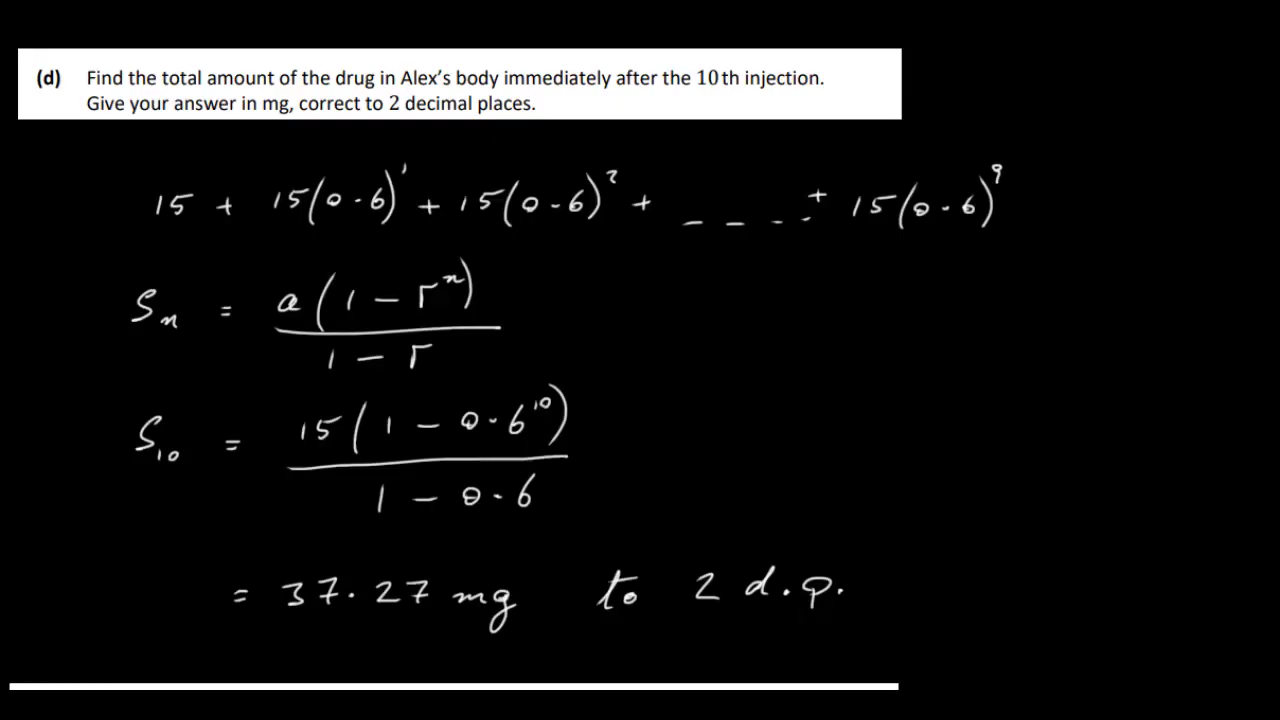 (d) Find the total amount of the drug in Alex's body immediately after the 10th injection.
Give your answer in mg, correct to 2 decimal places.
15 + 15(0·6)¹ + 15(0·6)² + _ _ _ . + 15(0·6)⁹
Sₙ = a(1 − rⁿ)
1 − r
S₁₀ = 15(1 − 0·6¹⁰)
1 − 0·6
= 37·27 mg to 2 d.p.